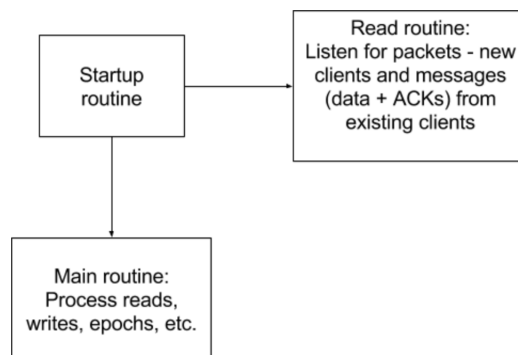 Startup
routine
Read routine:
Listen for packets - new
clients and messages
(data + ACKs) from
existing clients
Main routine:
Process reads,
writes, epochs, etc.